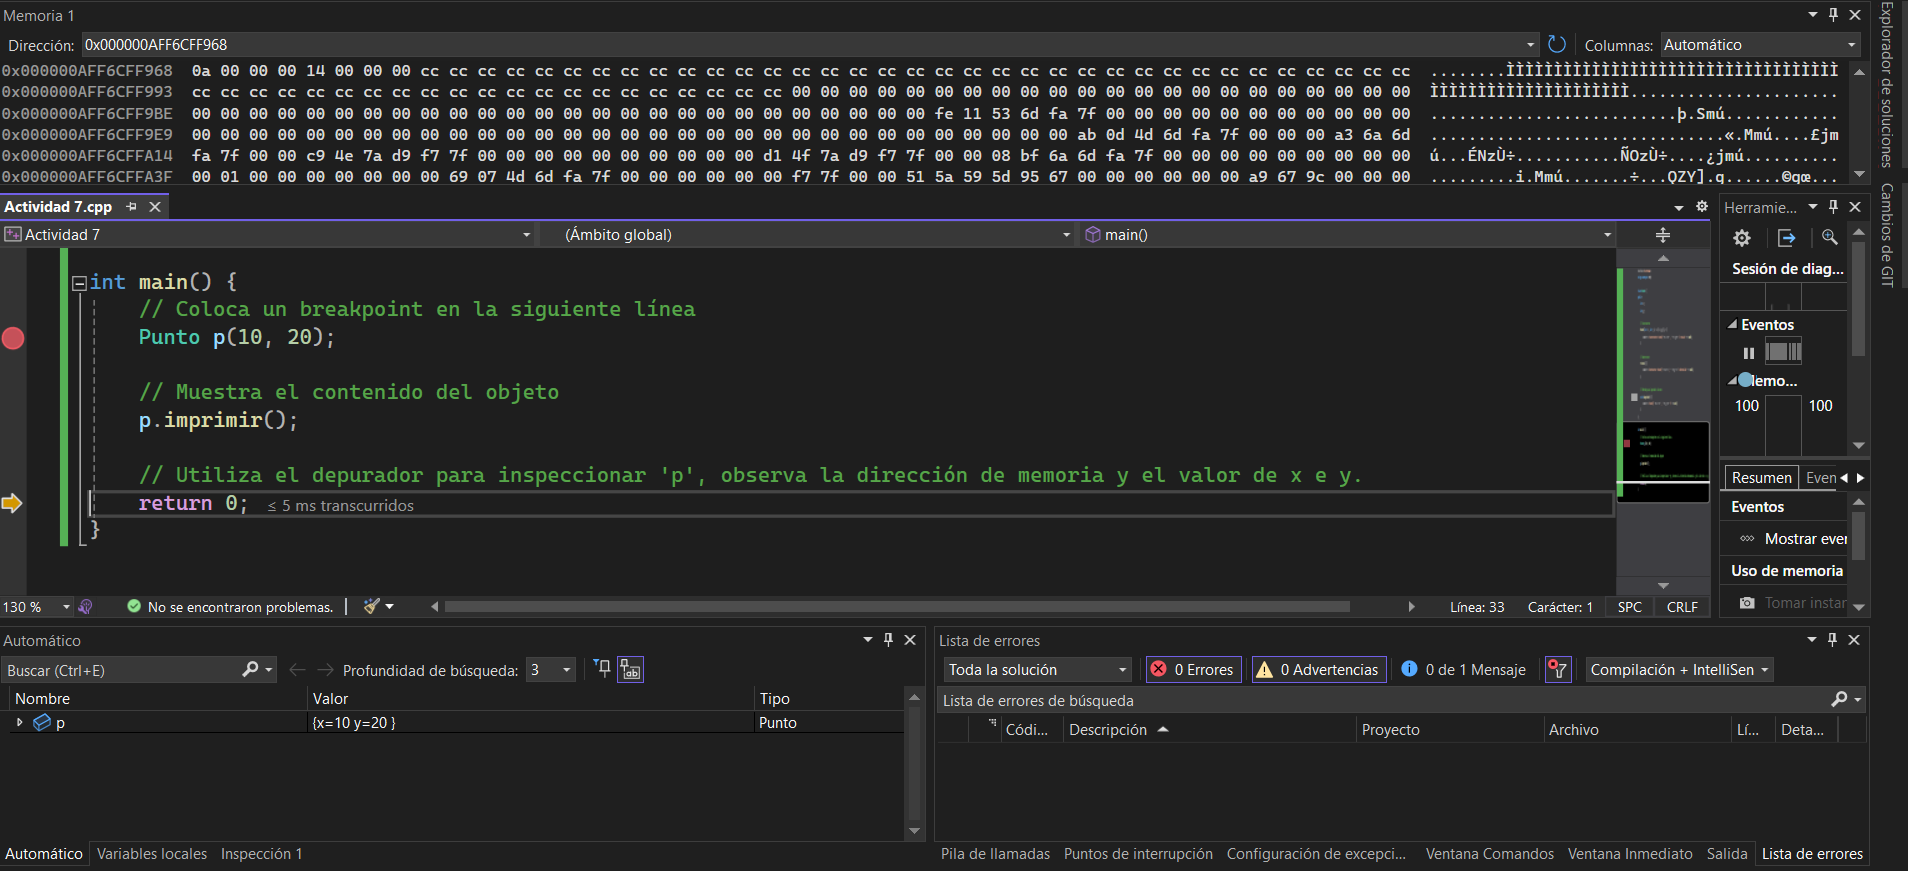 Memoria 1
Dirección: 0x000000AFF6CFF968 Columnas: Automático
0x000000AFF6CFF968 0a 00 00 00 14 00 00 00 cc cc cc cc cc cc cc cc cc cc cc cc cc cc cc cc cc cc cc cc cc cc cc cc cc cc cc cc cc cc cc cc cc cc cc ........ÌÌÌÌÌÌÌÌÌÌÌÌÌÌÌÌÌÌÌÌÌÌÌÌÌÌÌÌÌÌÌÌÌÌÌ
0x000000AFF6CFF993 cc cc cc cc cc cc cc cc cc cc cc cc cc cc cc cc cc cc cc cc cc 00 00 00 00 00 00 00 00 00 00 00 00 00 00 00 00 00 00 00 00 00 00 ÌÌÌÌÌÌÌÌÌÌÌÌÌÌÌÌÌÌÌÌÌ......................
0x000000AFF6CFF9BE 00 00 00 00 00 00 00 00 00 00 00 00 00 00 00 00 00 00 00 00 00 00 00 00 00 00 fe 11 53 6d fa 7f 00 00 00 00 00 00 00 00 00 00 00 ..........................þ.Smú............
0x000000AFF6CFF9E9 00 00 00 00 00 00 00 00 00 00 00 00 00 00 00 00 00 00 00 00 00 00 00 00 00 00 00 00 00 00 00 ab 0d 4d 6d fa 7f 00 00 00 a3 6a 6d ...............................«.Mmú....£jm
0x000000AFF6CFFA14 fa 7f 00 00 c9 4e 7a d9 f7 7f 00 00 00 00 00 00 00 00 00 00 d1 4f 7a d9 f7 7f 00 00 08 bf 6a 6d fa 7f 00 00 00 00 00 00 00 00 00 ú...ÉNzÙ÷...........ÑOzÙ÷....¿jmú..........
0x000000AFF6CFFA3F 00 01 00 00 00 00 00 00 00 69 07 4d 6d fa 7f 00 00 00 00 00 00 f7 7f 00 00 51 5a 59 5d 95 67 00 00 00 00 00 00 a9 67 9c 00 00 00 .........i.Mmú.......÷...QZY].g......©gœ...
Explorador de soluciones
Cambios de GIT
Actividad 7.cpp
Actividad 7 (Ámbito global) main()
int main() {
// Coloca un breakpoint en la siguiente línea
Punto p(10, 20);
// Muestra el contenido del objeto
p.imprimir();
// Utiliza el depurador para inspeccionar 'p', observa la dirección de memoria y el valor de x e y.
return 0; ≤ 5 ms transcurridos
}
130 % No se encontraron problemas. Línea: 33 Carácter: 1 SPC CRLF
Herramie...
Sesión de diag...
Eventos
emo...
100 100
Resumen Even
Eventos
Mostrar ever
Uso de memoria
Tomar instar
Automático
Buscar (Ctrl+E) Profundidad de búsqueda: 3
Nombre Valor Tipo
p {x=10 y=20 } Punto
Automático Variables locales Inspección 1
Lista de errores
Toda la solución 0 Errores 0 Advertencias 0 de 1 Mensaje Compilación + IntelliSen
Lista de errores de búsqueda
Códi... Descripción Proyecto Archivo Lí... Deta...
Pila de llamadas Puntos de interrupción Configuración de excepci... Ventana Comandos Ventana Inmediato Salida Lista de errores